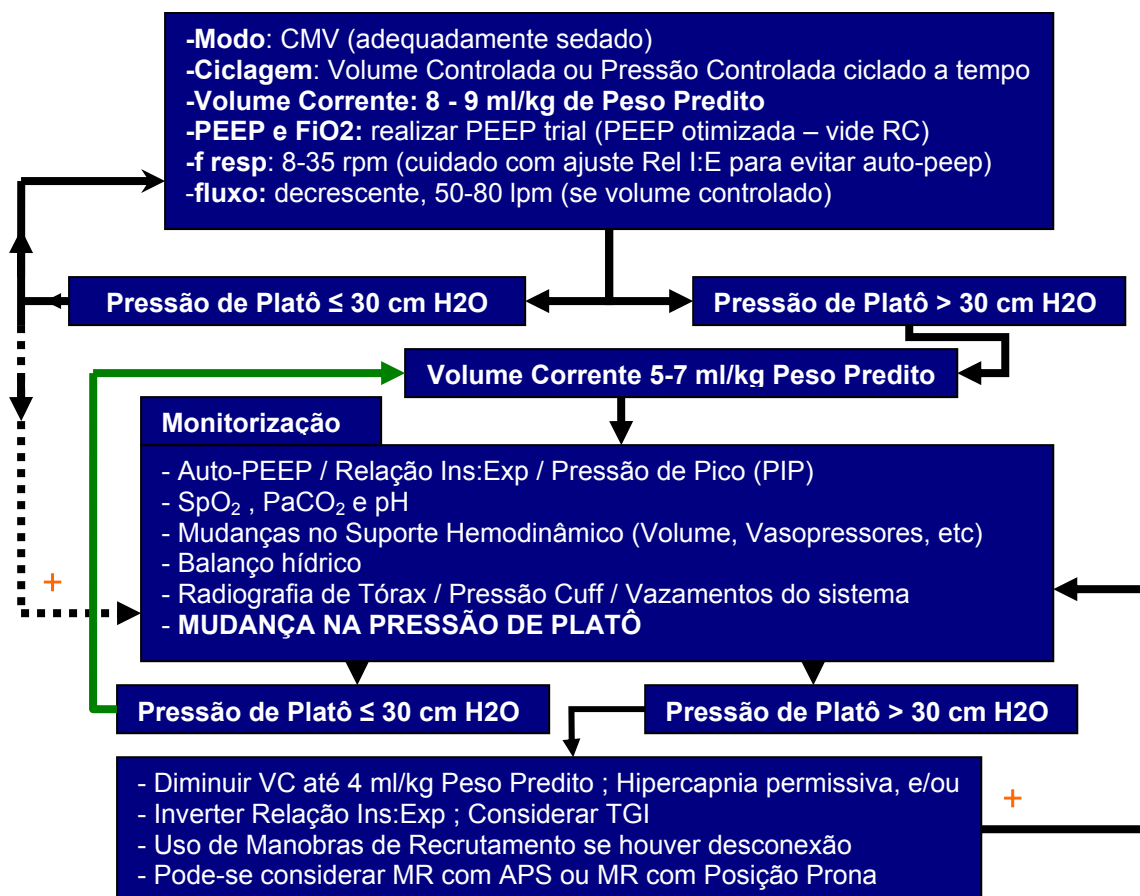 -Modo: CMV (adequadamente sedado)
-Ciclagem: Volume Controlada ou Pressão Controlada ciclado a tempo
-Volume Corrente: 8 - 9 ml/kg de Peso Predito
-PEEP e FiO2: realizar PEEP trial (PEEP otimizada – vide RC)
-f resp: 8-35 rpm (cuidado com ajuste Rel I:E para evitar auto-peep)
-fluxo: decrescente, 50-80 lpm (se volume controlado)
Pressão de Platô ≤ 30 cm H2O
Pressão de Platô > 30 cm H2O
Volume Corrente 5-7 ml/kg Peso Predito
Monitorização
- Auto-PEEP / Relação Ins:Exp / Pressão de Pico (PIP)
- SpO₂ , PaCO₂ e pH
- Mudanças no Suporte Hemodinâmico (Volume, Vasopressores, etc)
- Balanço hídrico
- Radiografia de Tórax / Pressão Cuff / Vazamentos do sistema
- MUDANÇA NA PRESSÃO DE PLATÔ
+
Pressão de Platô ≤ 30 cm H2O
Pressão de Platô > 30 cm H2O
- Diminuir VC até 4 ml/kg Peso Predito ; Hipercapnia permissiva, e/ou
- Inverter Relação Ins:Exp ; Considerar TGI
- Uso de Manobras de Recrutamento se houver desconexão
- Pode-se considerar MR com APS ou MR com Posição Prona
+